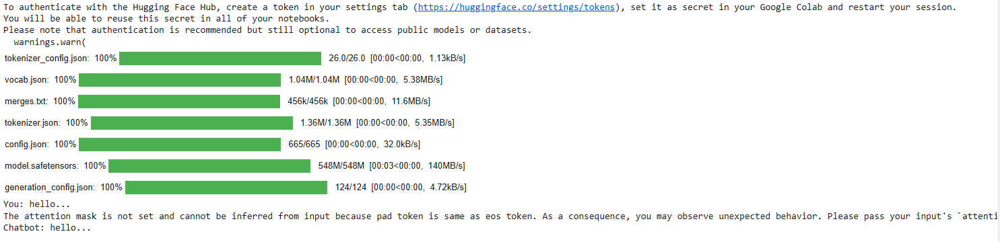 To authenticate with the Hugging Face Hub, create a token in your settings tab (https://huggingface.co/settings/tokens), set it as secret in your Google Colab and restart your session.
You will be able to reuse this secret in all of your notebooks.
Please note that authentication is recommended but still optional to access public models or datasets.
  warnings.warn(
tokenizer_config.json: 100% 26.0/26.0 [00:00<00:00, 1.13kB/s]
vocab.json: 100% 1.04M/1.04M [00:00<00:00, 5.38MB/s]
merges.txt: 100% 456k/456k [00:00<00:00, 11.6MB/s]
tokenizer.json: 100% 1.36M/1.36M [00:00<00:00, 5.35MB/s]
config.json: 100% 665/665 [00:00<00:00, 32.0kB/s]
model.safetensors: 100% 548M/548M [00:03<00:00, 140MB/s]
generation_config.json: 100% 124/124 [00:00<00:00, 4.72kB/s]
You: hello...
The attention mask is not set and cannot be inferred from input because pad token is same as eos token. As a consequence, you may observe unexpected behavior. Please pass your input's `attenti
Chatbot: hello...